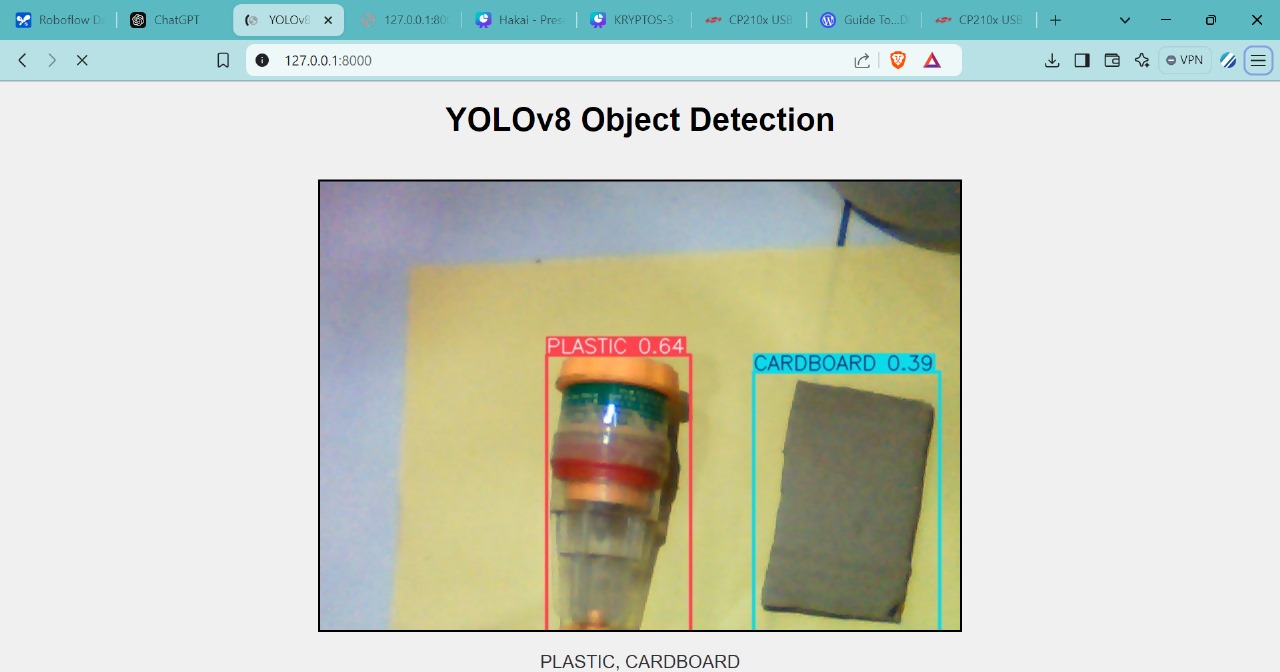 Roboflow Da
ChatGPT
YOLOv8
127.0.0.1:80
Hakai - Pres
KRYPTOS-3 -
CP210x USB
Guide To...D
CP210x USB
127.0.0.1:8000
VPN
YOLOv8 Object Detection
PLASTIC 0.64
CARDBOARD 0.39
PLASTIC, CARDBOARD